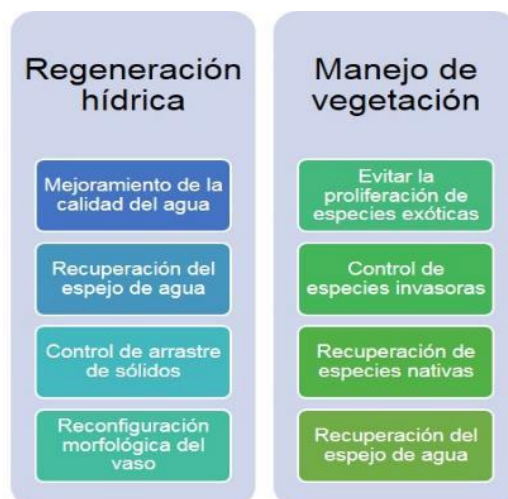 Regeneración
hídrica
Mejoramiento de la
calidad del agua
Recuperación del
espejo de agua
Control de arrastre
de sólidos
Reconfiguración
morfológica del
vaso
Manejo de
vegetación
Evitar la
proliferación de
especies exóticas
Control de
especies invasoras
Recuperación de
especies nativas
Recuperación del
espejo de agua